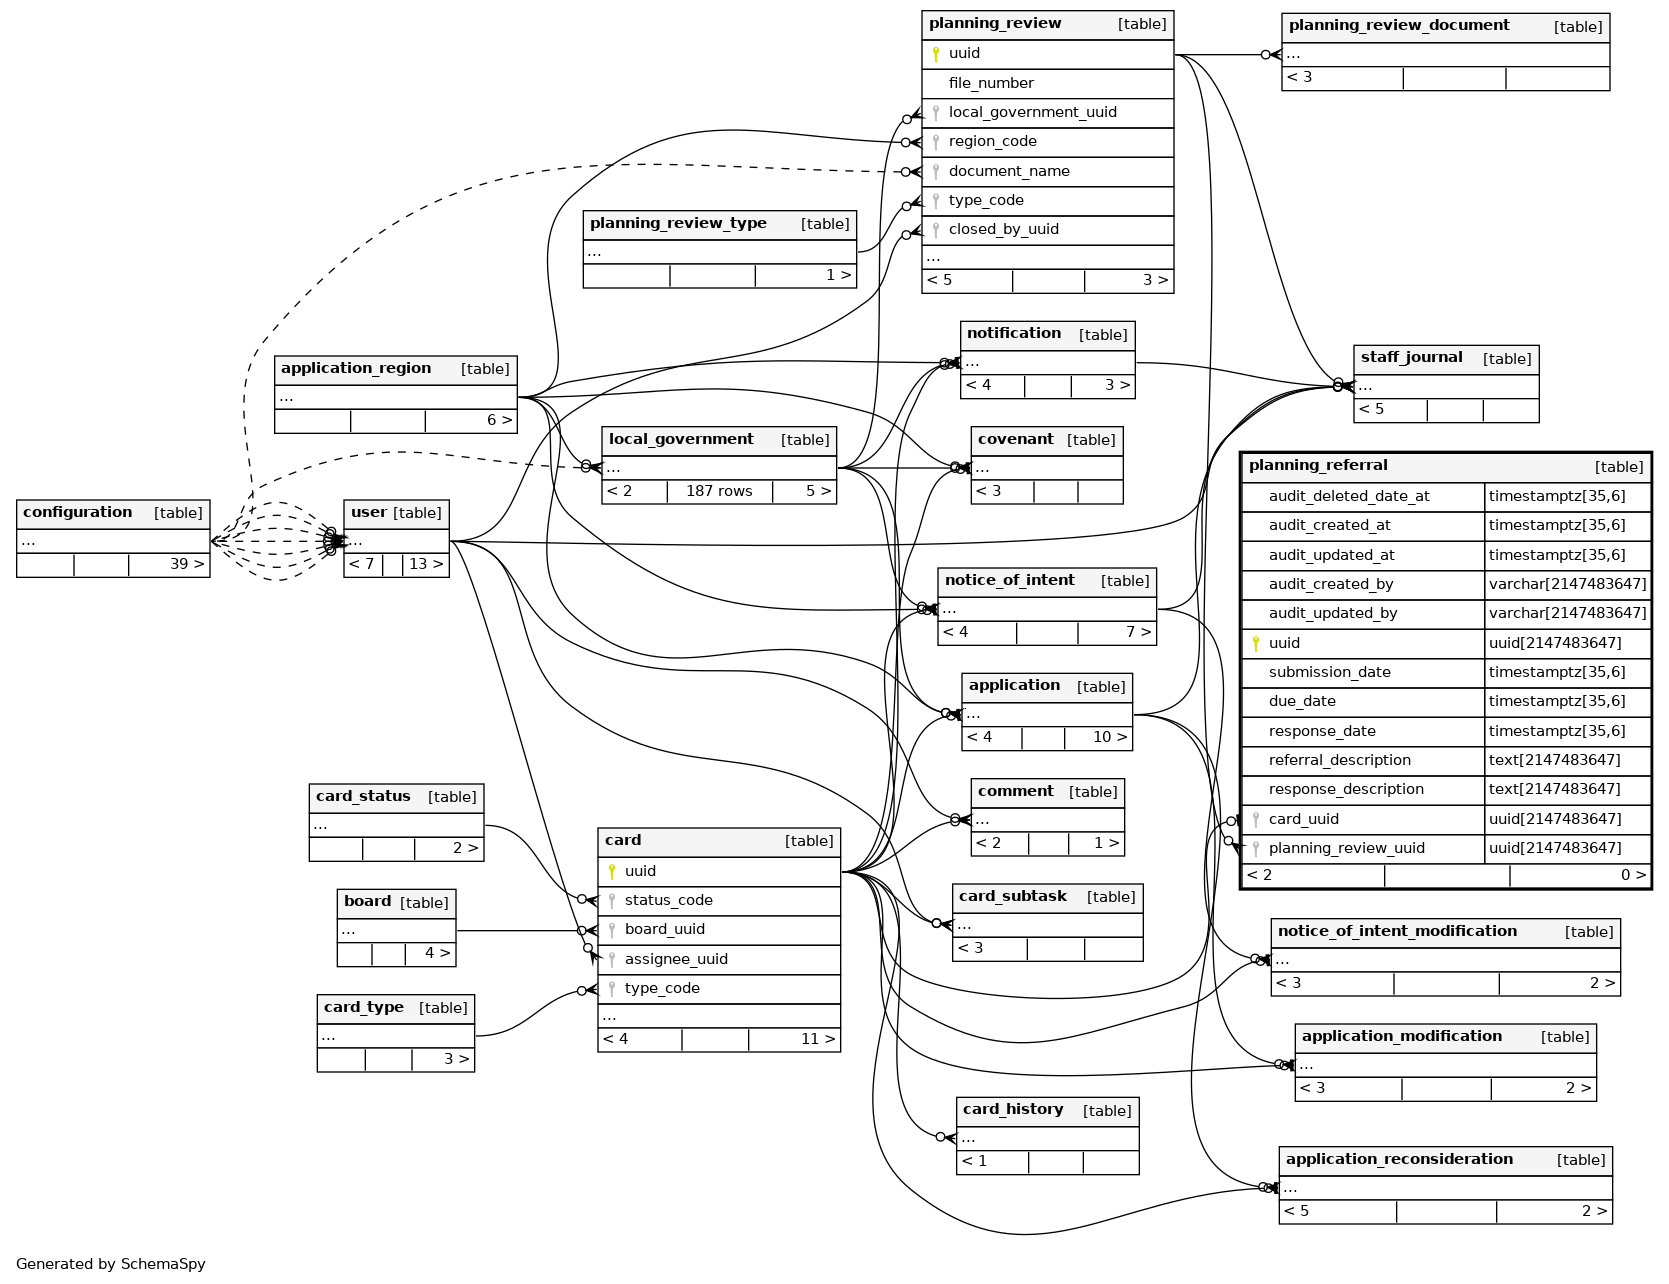 planning_review [table]
uuid
file_number
local_government_uuid
region_code
document_name
type_code
closed_by_uuid
...
< 5 3 >
planning_review_document [table]
...
< 3
planning_review_type [table]
...
1 >
notification [table]
...
< 4 3 >
staff_journal [table]
...
< 5
application_region [table]
...
6 >
local_government [table]
...
< 2 187 rows 5 >
covenant [table]
...
< 3
configuration [table]
...
39 >
user [table]
...
< 7 13 >
planning_referral [table]
audit_deleted_date_at timestamptz[35,6]
audit_created_at timestamptz[35,6]
audit_updated_at timestamptz[35,6]
audit_created_by varchar[2147483647]
audit_updated_by varchar[2147483647]
uuid uuid[2147483647]
submission_date timestamptz[35,6]
due_date timestamptz[35,6]
response_date timestamptz[35,6]
referral_description text[2147483647]
response_description text[2147483647]
card_uuid uuid[2147483647]
planning_review_uuid uuid[2147483647]
< 2 0 >
notice_of_intent [table]
...
< 4 7 >
application [table]
...
< 4 10 >
comment [table]
...
< 2 1 >
card_status [table]
...
2 >
card [table]
uuid
status_code
board_uuid
assignee_uuid
type_code
...
< 4 11 >
board [table]
...
4 >
card_type [table]
...
3 >
card_subtask [table]
...
< 3
notice_of_intent_modification [table]
...
< 3 2 >
application_modification [table]
...
< 3 2 >
card_history [table]
...
< 1
application_reconsideration [table]
...
< 5 2 >
Generated by SchemaSpy